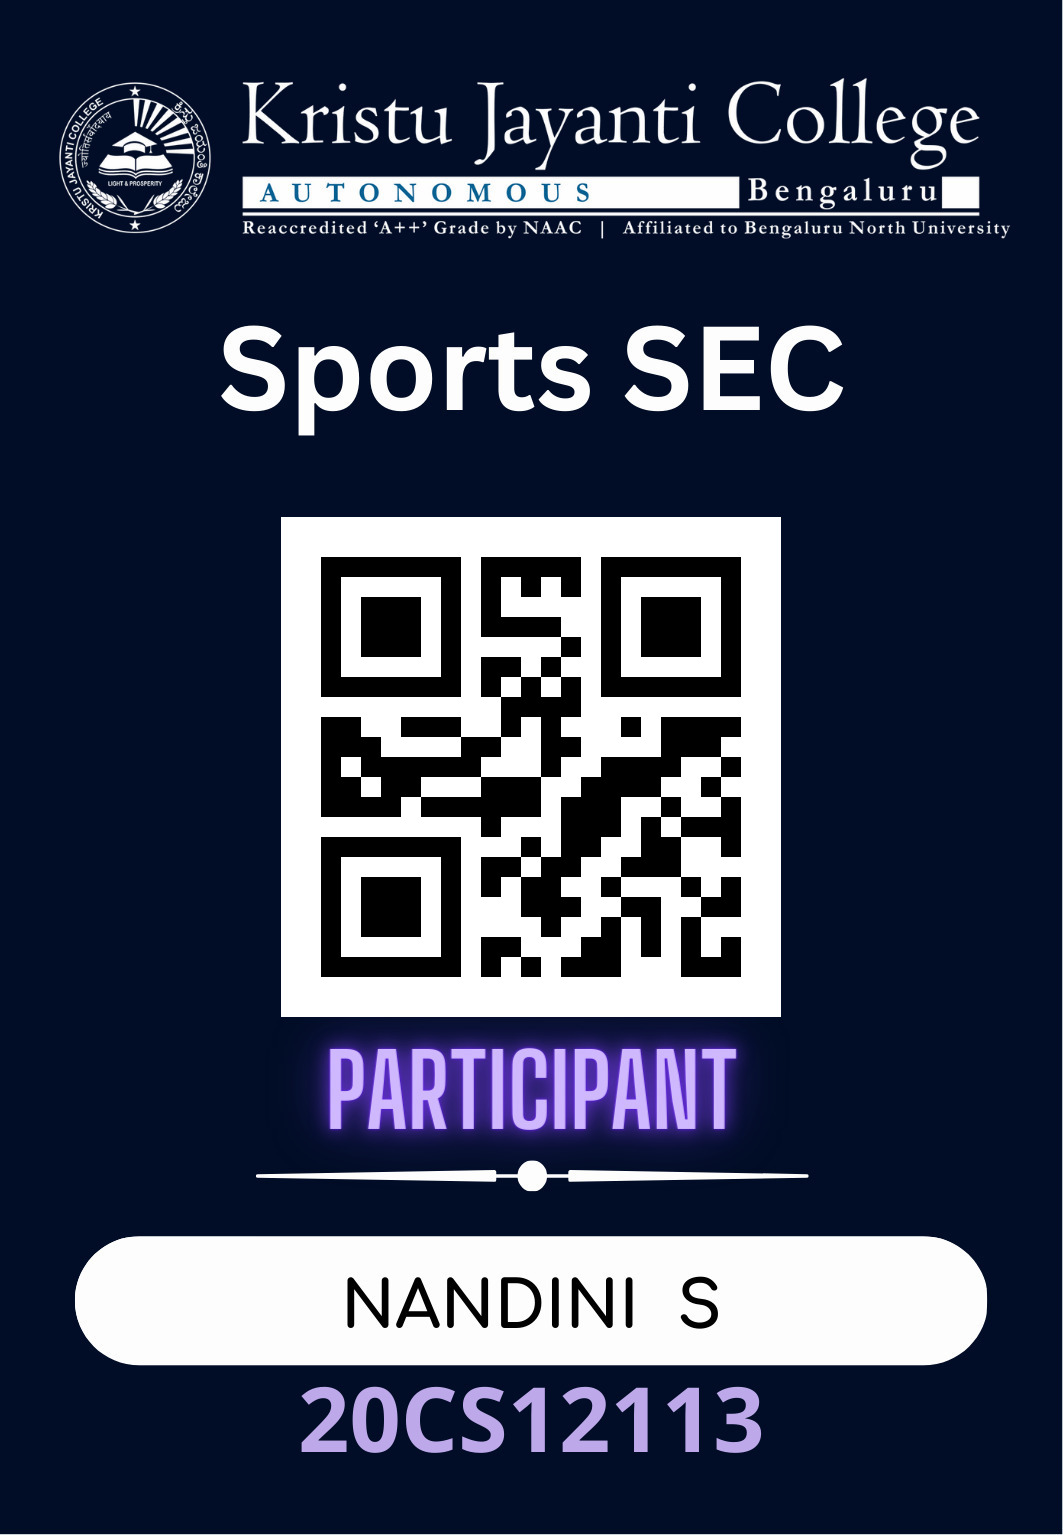 Kristu Jayanti College
AUTONOMOUS Bengaluru
Reaccredited ‘A++’ Grade by NAAC | Affiliated to Bengaluru North University
KRISTU JAYANTI COLLEGE
LIGHT & PROSPERITY
Sports SEC
PARTICIPANT
NANDINI S
20CS12113